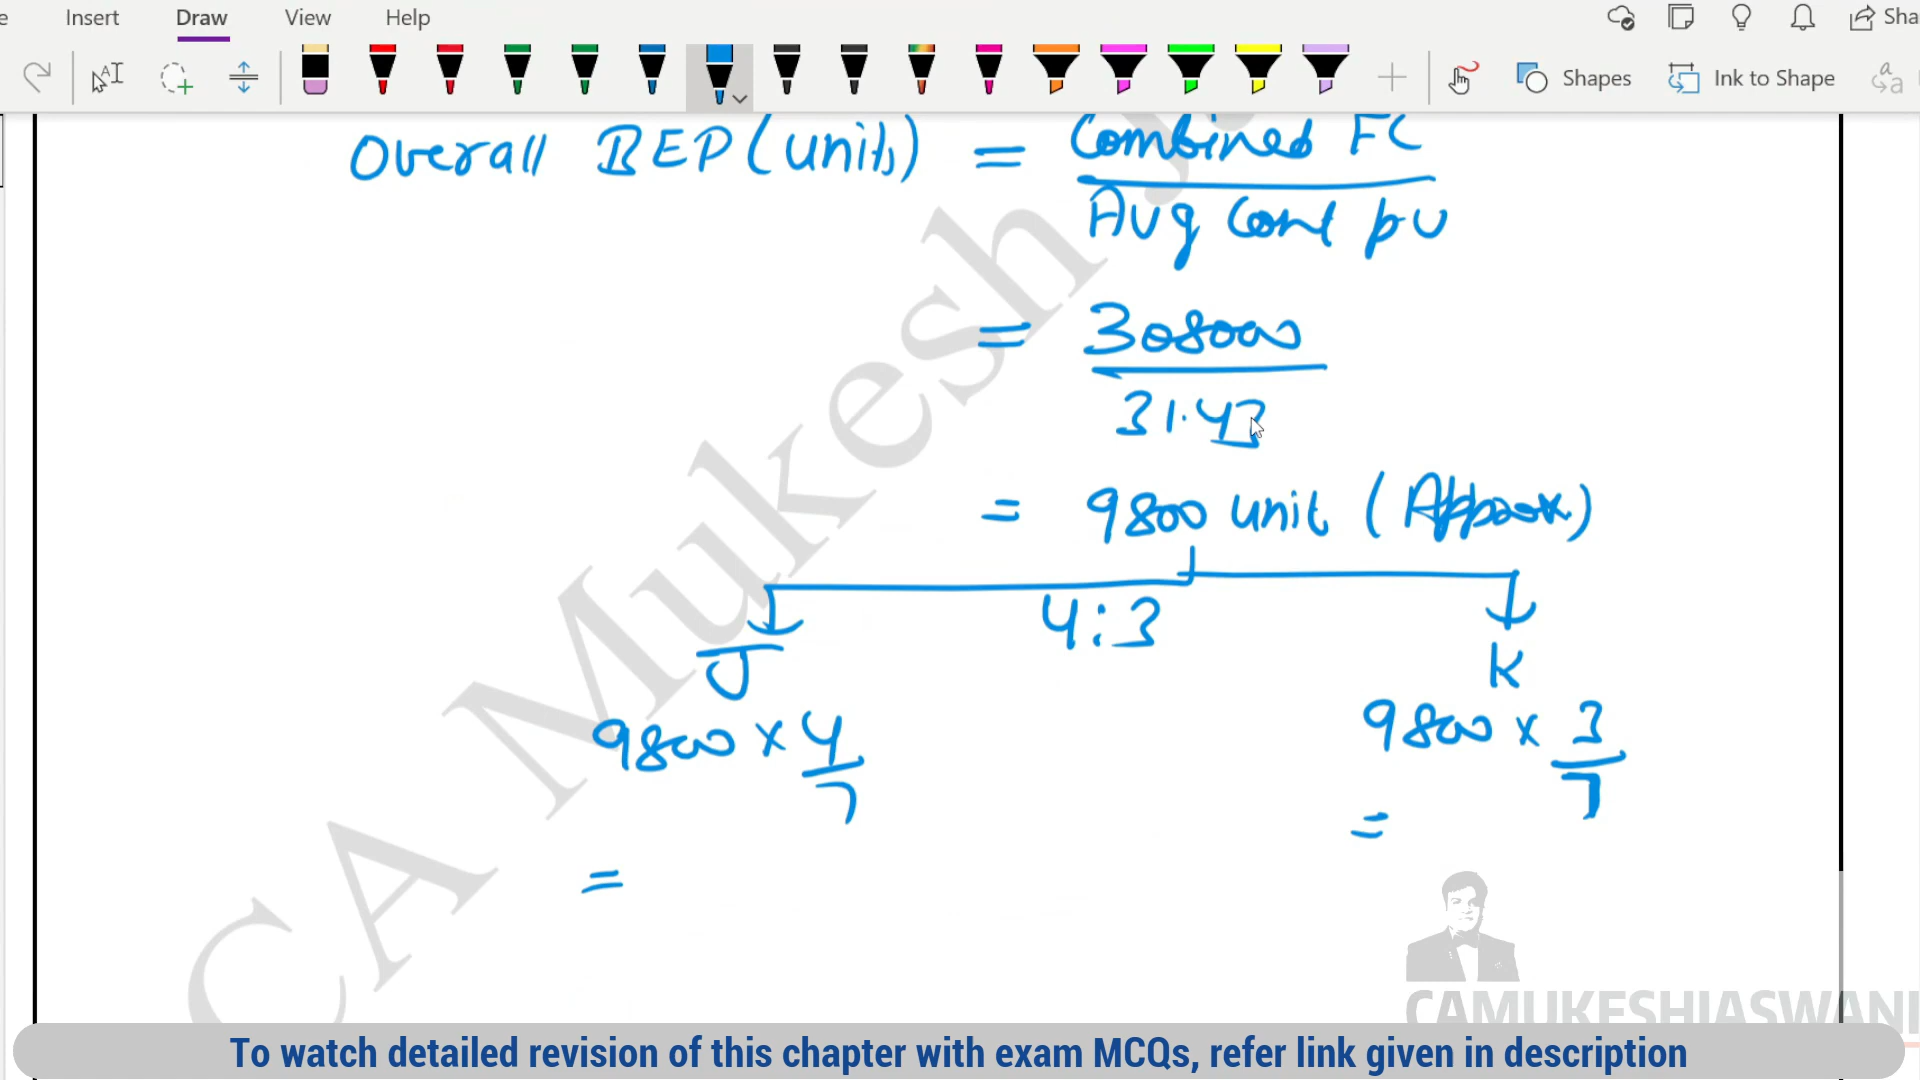 Insert Draw View Help Sha
Shapes Ink to Shape
Overall BEP (units) = Combined FC
Avg Cont pu
= 308000
31.43
= 9800 unit (Approx)
4:3
J K
9800 x 4 9800 x 3
7 7
=
=
CA Mukesh J
CAMUKESHJASWANI
To watch detailed revision of this chapter with exam MCQs, refer link given in description